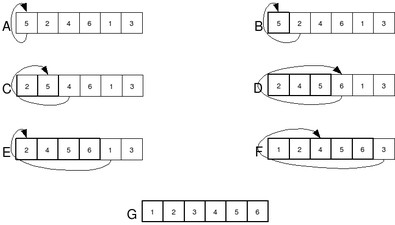 A 5 2 4 6 1 3
B 5 2 4 6 1 3
C 2 5 4 6 1 3
D 2 4 5 6 1 3
E 2 4 5 6 1 3
F 1 2 4 5 6 3
G 1 2 3 4 5 6